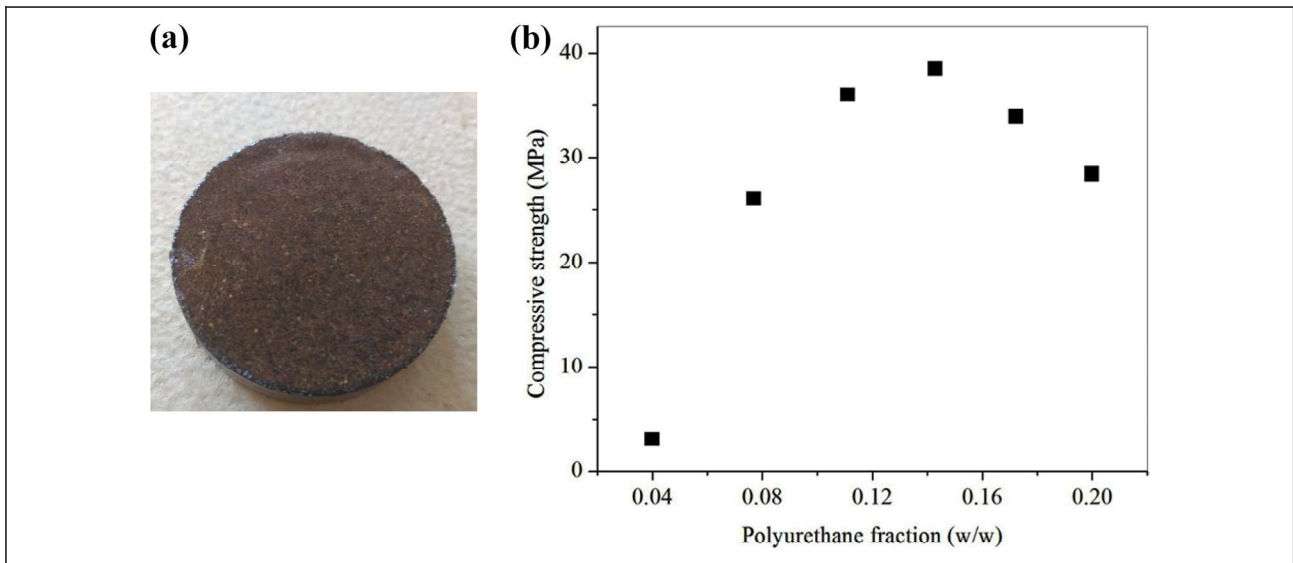 (a)
(b)
40
30
20
10
0
Compressive strength (MPa)
0.04 0.08 0.12 0.16 0.20
Polyurethane fraction (w/w)